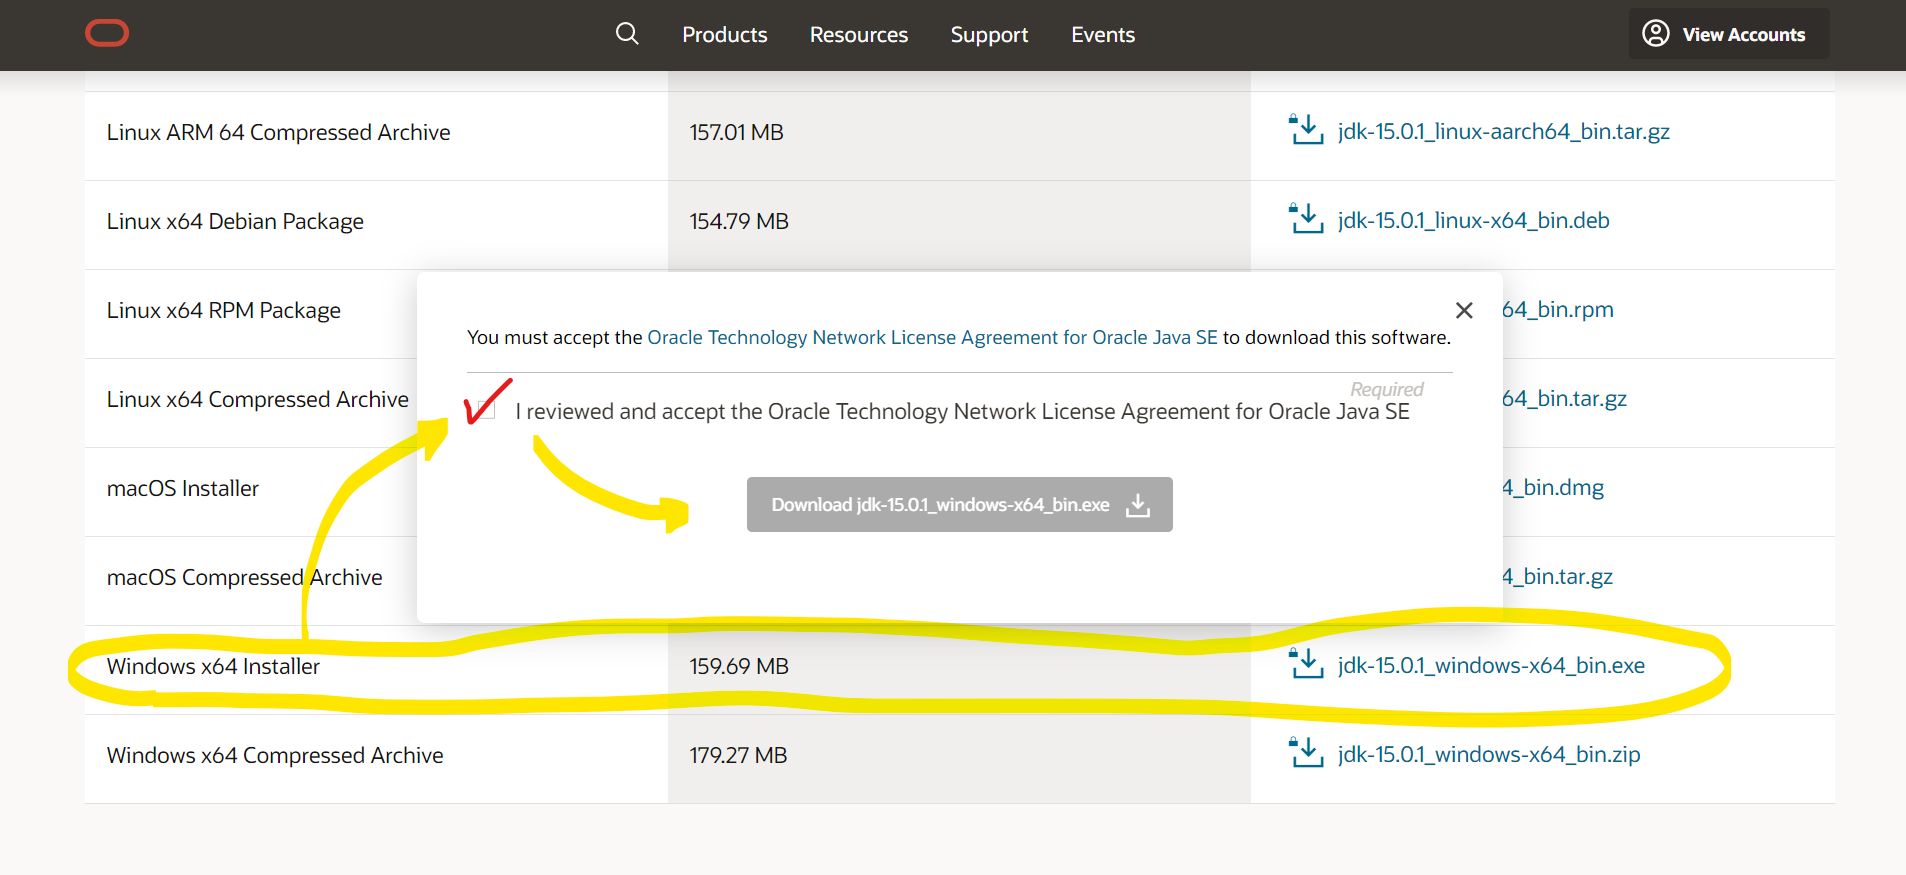 Products Resources Support Events View Accounts
Linux ARM 64 Compressed Archive 157.01 MB jdk-15.0.1_linux-aarch64_bin.tar.gz
Linux x64 Debian Package 154.79 MB jdk-15.0.1_linux-x64_bin.deb
Linux x64 RPM Package 64_bin.rpm
You must accept the Oracle Technology Network License Agreement for Oracle Java SE to download this software.
Required
Linux x64 Compressed Archive 64_bin.tar.gz
I reviewed and accept the Oracle Technology Network License Agreement for Oracle Java SE
macOS Installer 4_bin.dmg
Download jdk-15.0.1_windows-x64_bin.exe
macOS Compressed Archive 4_bin.tar.gz
Windows x64 Installer 159.69 MB jdk-15.0.1_windows-x64_bin.exe
Windows x64 Compressed Archive 179.27 MB jdk-15.0.1_windows-x64_bin.zip